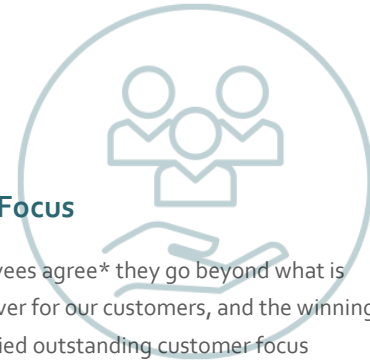 Focus
yees agree* they go beyond what is
ver for our customers, and the winning
ied outstanding customer focus